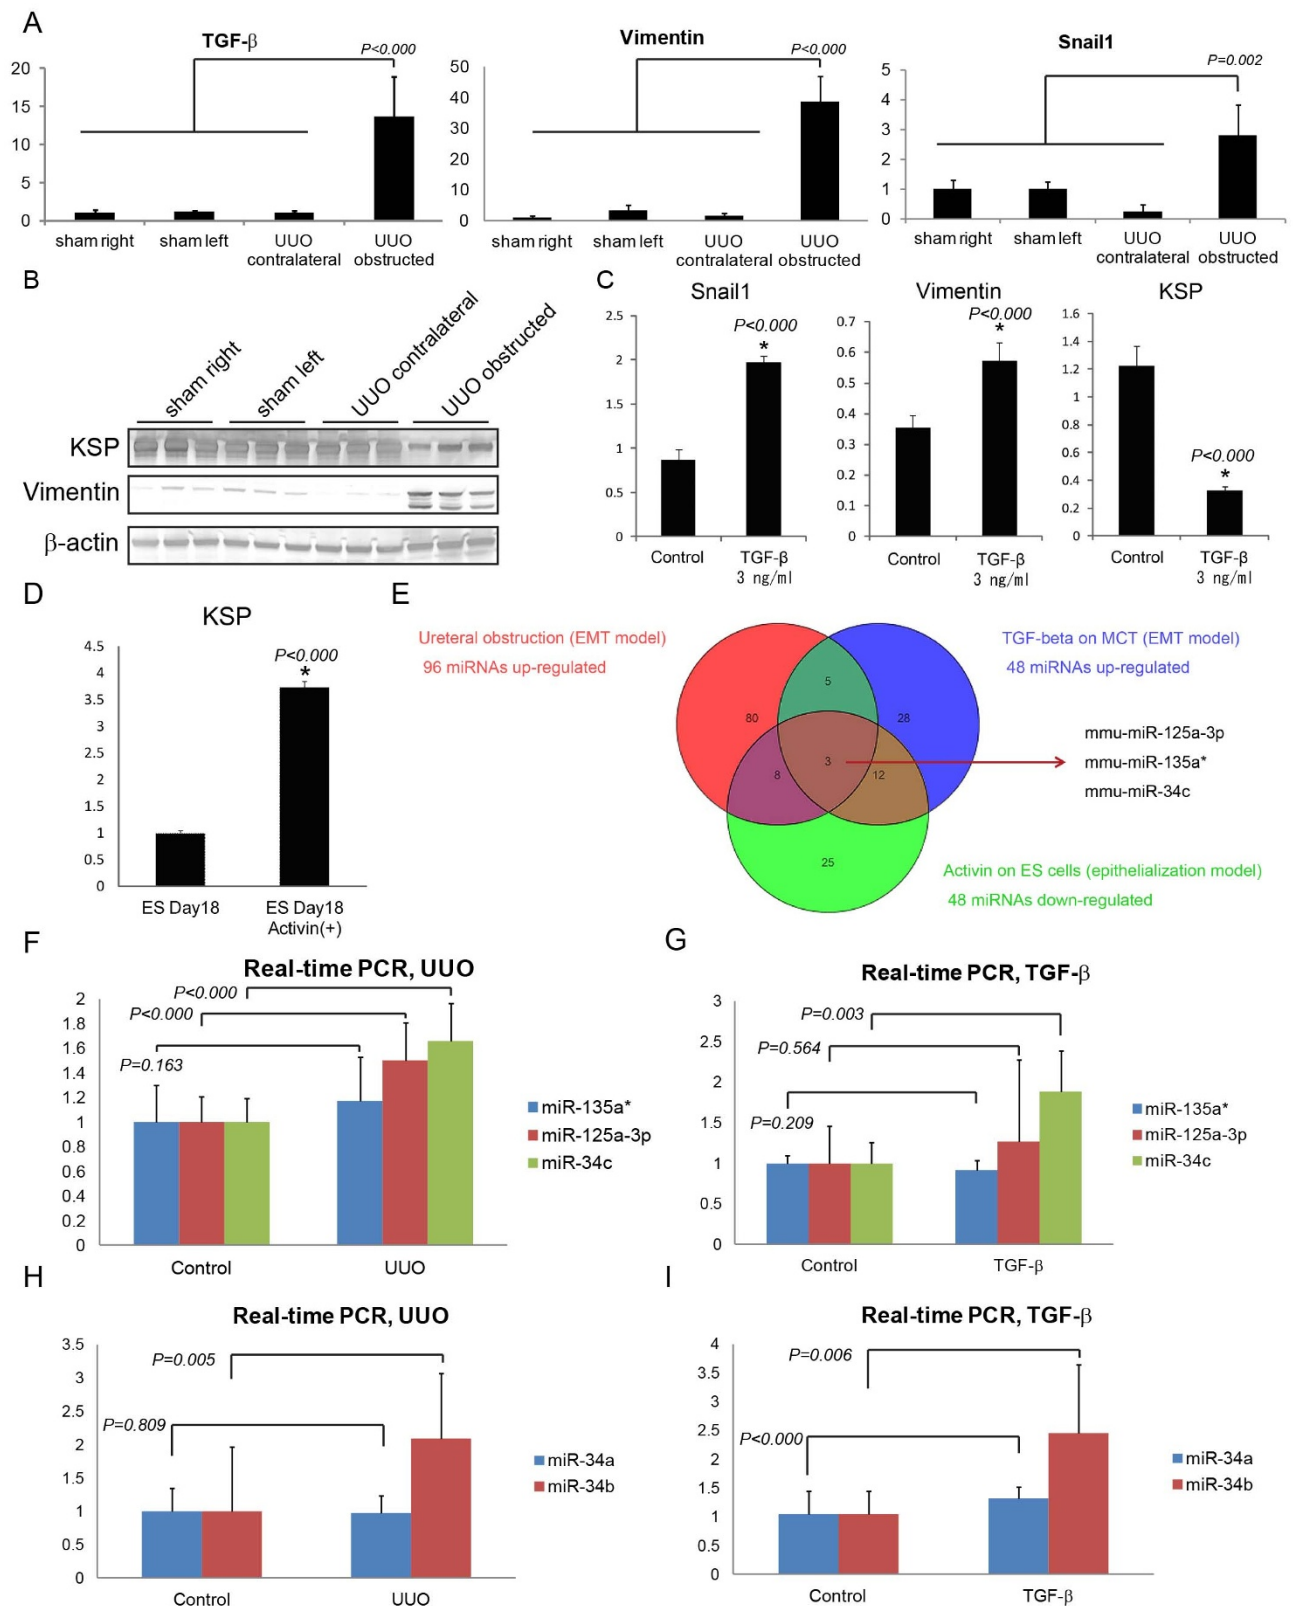 A
TGF-β
P<0.000
20
15
10
5
0
sham right
sham left
UUO
contralateral
UUO
obstructed
Vimentin
P<0.000
50
40
30
20
10
0
sham right
sham left
UUO
contralateral
UUO
obstructed
Snail1
P=0.002
5
4
3
2
1
0
sham right
sham left
UUO
contralateral
UUO
obstructed
B
sham right
sham left
UUO contralateral
UUO obstructed
KSP
Vimentin
β-actin
C
Snail1
P<0.000
*
2.5
2
1
1
0.5
0
Control
TGF-β
3 ng/ml
Vimentin
P<0.000
*
0.7
0.6
0.5
0.4
0.3
0.2
0.1
0
Control
TGF-β
3 ng/ml
KSP
1.6
1.4
1.2
1
0.8
0.6
0.4
0.2
0
P<0.000
*
Control
TGF-β
3 ng/ml
D
KSP
P<0.000
*
4.5
4
3.5
3
2.5
2
1.5
1
0.5
0
ES Day18
ES Day18
Activin(+)
E
Ureteral obstruction (EMT model)
96 miRNAs up-regulated
TGF-beta on MCT (EMT model)
48 miRNAs up-regulated
5
80
28
3
8
12
25
mmu-miR-125a-3p
mmu-miR-135a*
mmu-miR-34c
Activin on ES cells (epithelialization model)
48 miRNAs down-regulated
F
Real-time PCR, UUO
P<0.000
P<0.000
P=0.163
2
1.8
1.6
1.4
1.2
1
0.8
0.6
0.4
0.2
0
Control
UUO
miR-135a*
miR-125a-3p
miR-34c
G
Real-time PCR, TGF-β
P=0.003
P=0.564
P=0.209
3
2.5
2
1.5
1
0.5
0
Control
TGF-β
miR-135a*
miR-125a-3p
miR-34c
H
Real-time PCR, UUO
P=0.005
P=0.809
3.5
3
2.5
2
1.5
1
0.5
0
Control
UUO
miR-34a
miR-34b
I
Real-time PCR, TGF-β
P=0.006
P<0.000
4
3.5
3
2.5
2
1.5
1
0.5
0
Control
TGF-β
miR-34a
miR-34b